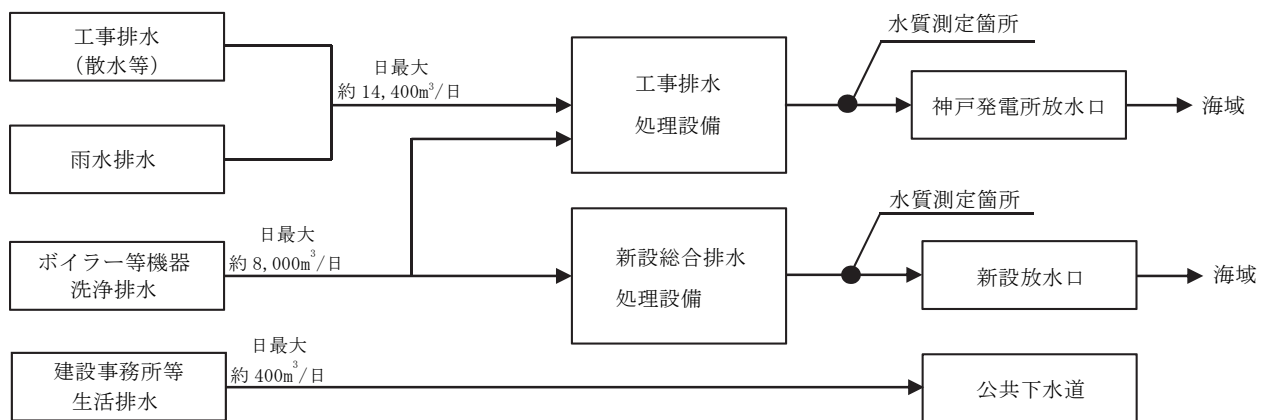 工事排水
（散水等）
雨水排水
日最大
約 14,400m³/日
工事排水
処理設備
水質測定箇所
神戸発電所放水口
海域
ボイラー等機器
洗浄排水
日最大
約 8,000m³/日
新設総合排水
処理設備
水質測定箇所
新設放水口
海域
建設事務所等
生活排水
日最大
約 400m³/日
公共下水道